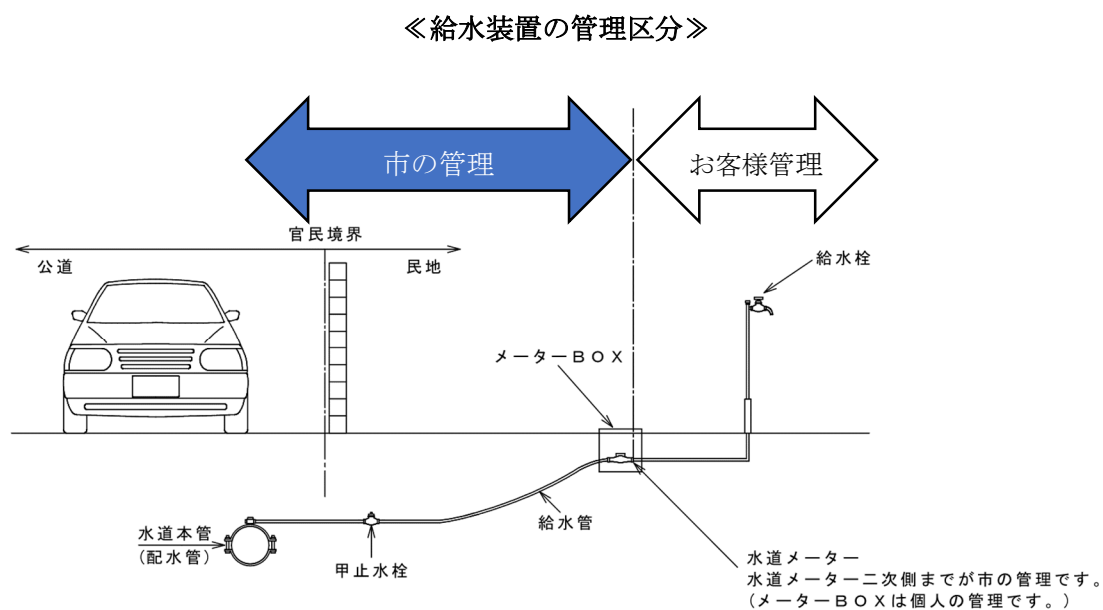 ≪給水装置の管理区分≫
市の管理
お客様管理
官民境界
公道
民地
給水栓
メーターＢＯＸ
水道本管
(配水管)
甲止水栓
給水管
水道メーター
水道メーター二次側までが市の管理です。
(メーターＢＯＸは個人の管理です。)